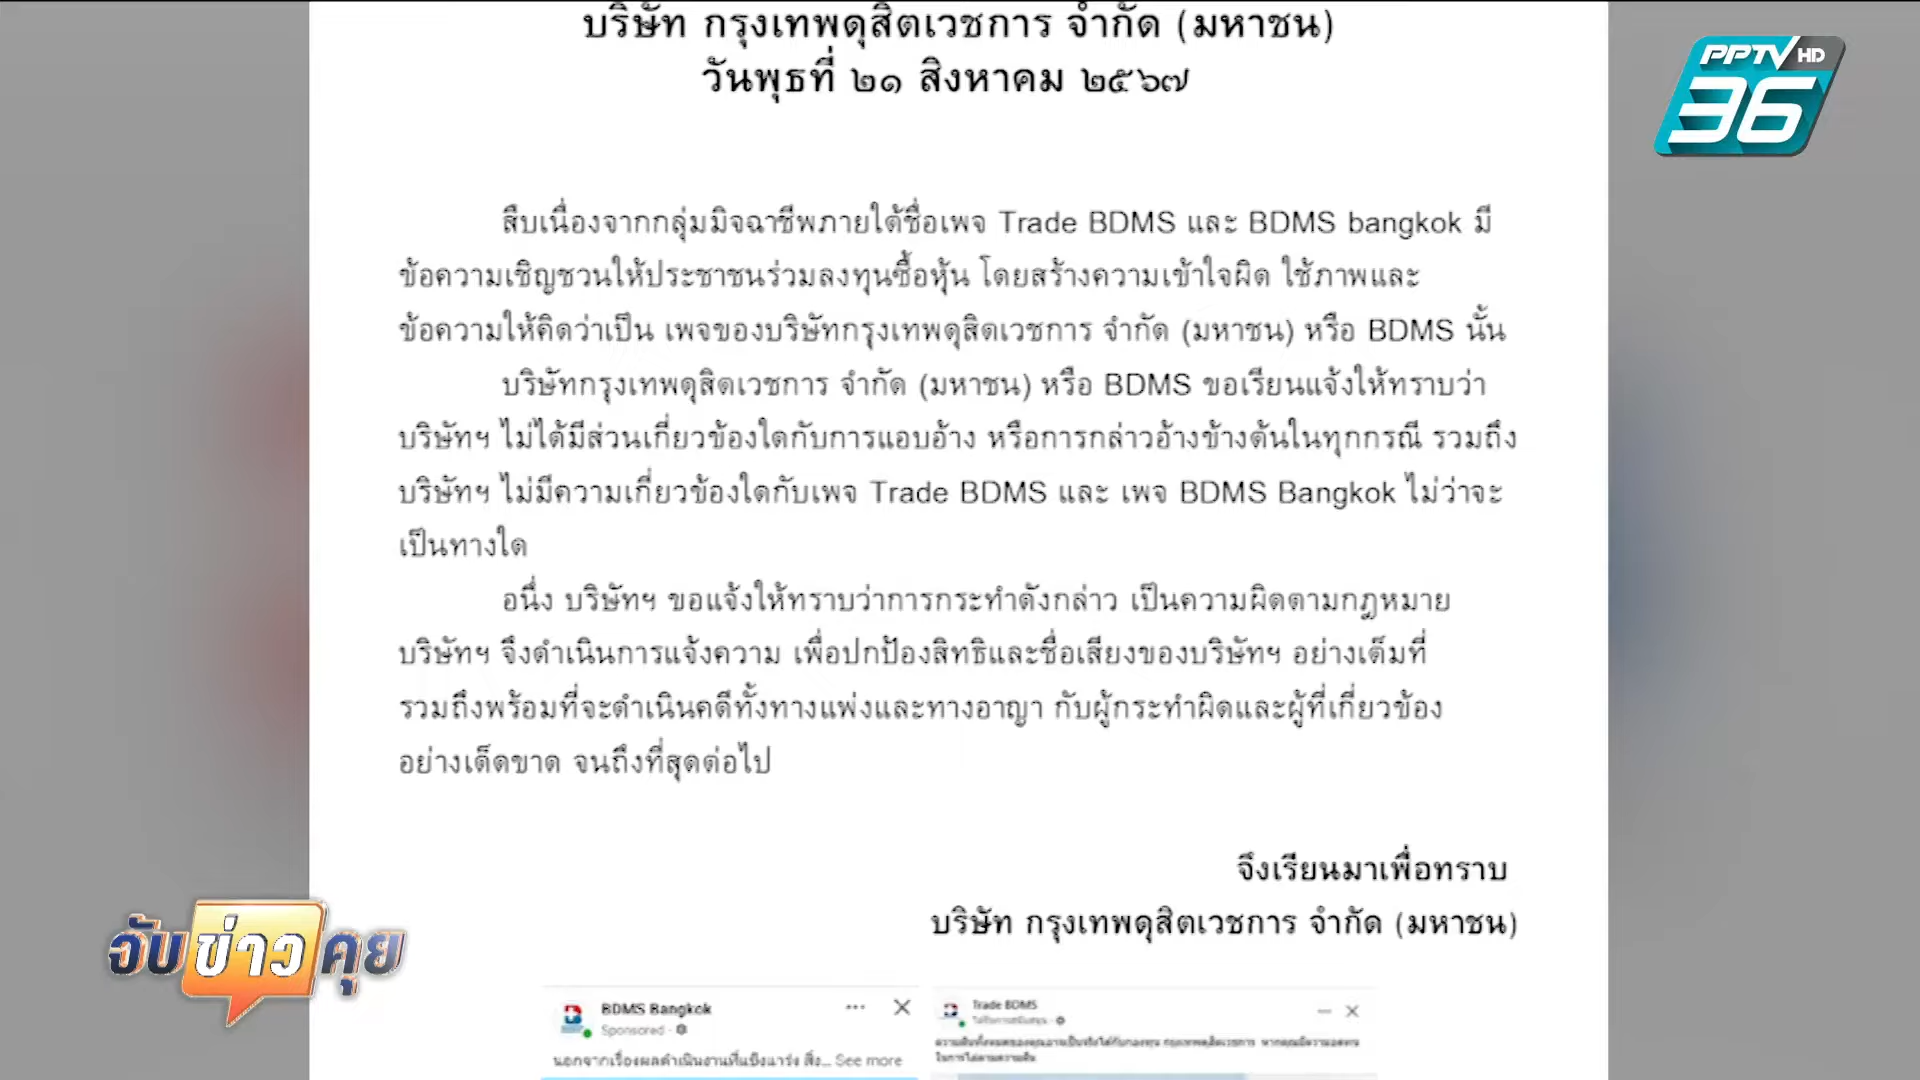 บริษัท กรุงเทพดุสิตเวชการ จำกัด (มหาชน)
วันพุธที่ ๒๑ สิงหาคม ๒๕๖๗
PPTV HD
36
สืบเนื่องจากกลุ่มมิจฉาชีพภายใต้ชื่อเพจ Trade BDMS และ BDMS bangkok มี
ข้อความเชิญชวนให้ประชาชนร่วมลงทุนซื้อหุ้น โดยสร้างความเข้าใจผิด ใช้ภาพและ
ข้อความให้คิดว่าเป็น เพจของบริษัทกรุงเทพดุสิตเวชการ จำกัด (มหาชน) หรือ BDMS นั้น
บริษัทกรุงเทพดุสิตเวชการ จำกัด (มหาชน) หรือ BDMS ขอเรียนแจ้งให้ทราบว่า
บริษัทฯ ไม่ได้มีส่วนเกี่ยวข้องใดกับการแอบอ้าง หรือการกล่าวอ้างข้างต้นในทุกกรณี รวมถึง
บริษัทฯ ไม่มีความเกี่ยวข้องใดกับเพจ Trade BDMS และ เพจ BDMS Bangkok ไม่ว่าจะ
เป็นทางใด
อนึ่ง บริษัทฯ ขอแจ้งให้ทราบว่าการกระทำดังกล่าว เป็นความผิดตามกฎหมาย
บริษัทฯ จึงดำเนินการแจ้งความ เพื่อปกป้องสิทธิและชื่อเสียงของบริษัทฯ อย่างเต็มที่
รวมถึงพร้อมที่จะดำเนินคดีทั้งทางแพ่งและทางอาญา กับผู้กระทำผิดและผู้ที่เกี่ยวข้อง
อย่างเด็ดขาด จนถึงที่สุดต่อไป
จึงเรียนมาเพื่อทราบ
บริษัท กรุงเทพดุสิตเวชการ จำกัด (มหาชน)
จับข่าวคุย
BDMS Bangkok
Sponsored
นอกจากเรื่องผลดำเนินงานที่แข็งแกร่ง สิ่ง... See more
Trade BDMS